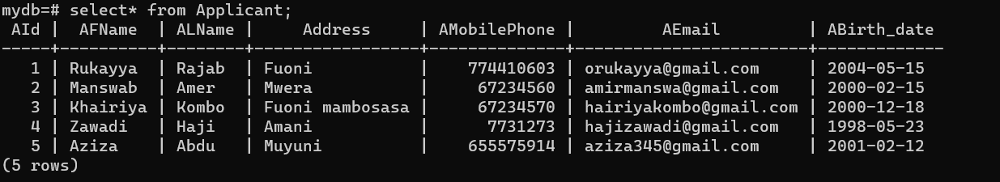 mydb=# select* from Applicant;
 AId |  AFName  | ALName |     Address     | AMobilePhone |         AEmail         | ABirth_date
-----+----------+--------+-----------------+--------------+------------------------+-------------
   1 | Rukayya  | Rajab  | Fuoni           |    774410603 | orukayya@gmail.com     | 2004-05-15
   2 | Manswab  | Amer   | Mwera           |     67234560 | amirmanswa@gmail.com   | 2000-02-15
   3 | Khairiya | Kombo  | Fuoni mambosasa |     67234570 | hairiyakombo@gmail.com | 2000-12-18
   4 | Zawadi   | Haji   | Amani           |      7731273 | hajizawadi@gmail.com   | 1998-05-23
   5 | Aziza    | Abdu   | Muyuni          |    655575914 | aziza345@gmail.com     | 2001-02-12
(5 rows)